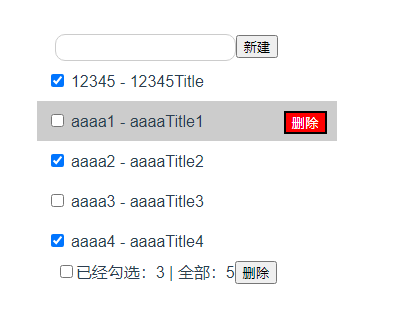 新建
12345 - 12345Title
aaaa1 - aaaaTitle1 删除
aaaa2 - aaaaTitle2
aaaa3 - aaaaTitle3
aaaa4 - aaaaTitle4
已经勾选：3 | 全部：5 删除